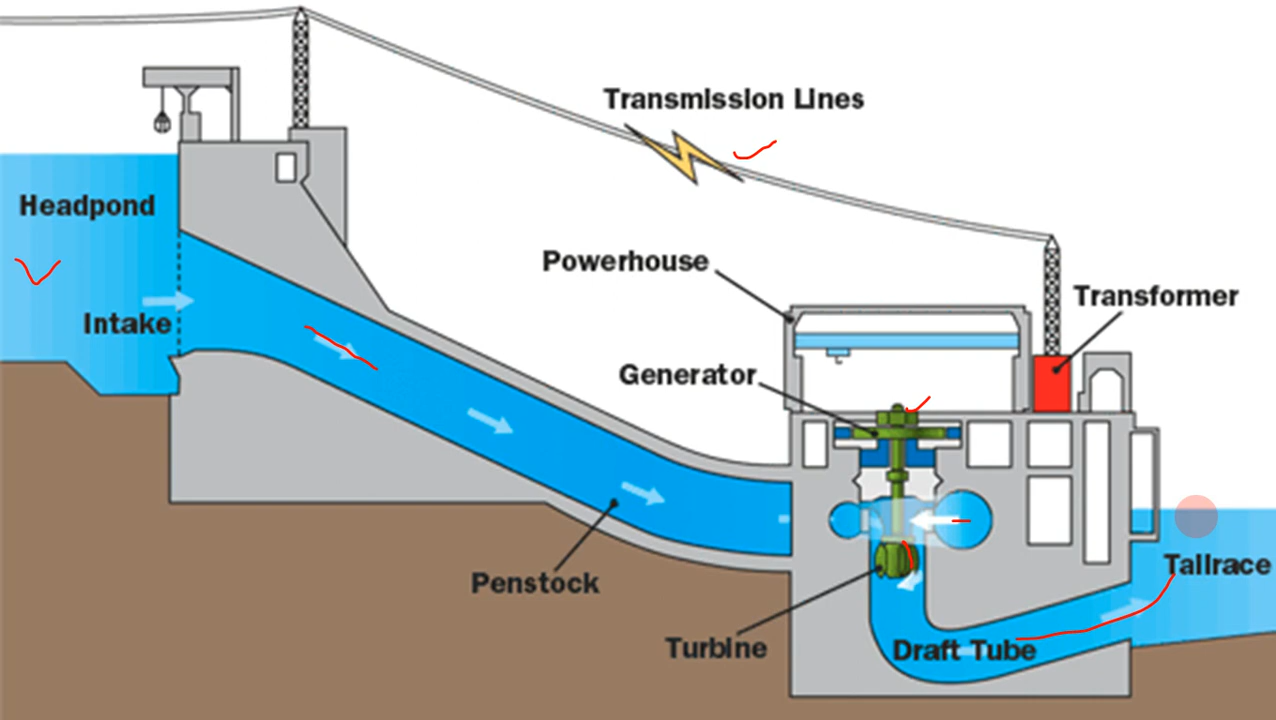 Transmission Lines
Headpond
Powerhouse
Transformer
Intake
Generator
Penstock
Tailrace
Turbine
Draft Tube